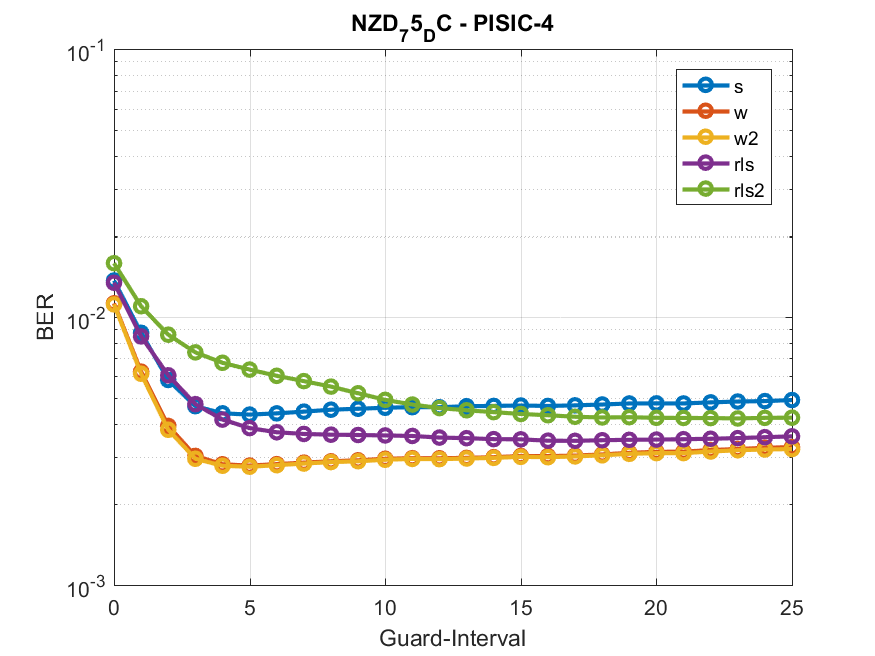 NZD₇5_DC - PISIC-4
10⁻¹
s
w
w2
rls
rls2
BER
10⁻²
10⁻³
0 5 10 15 20 25
Guard-Interval